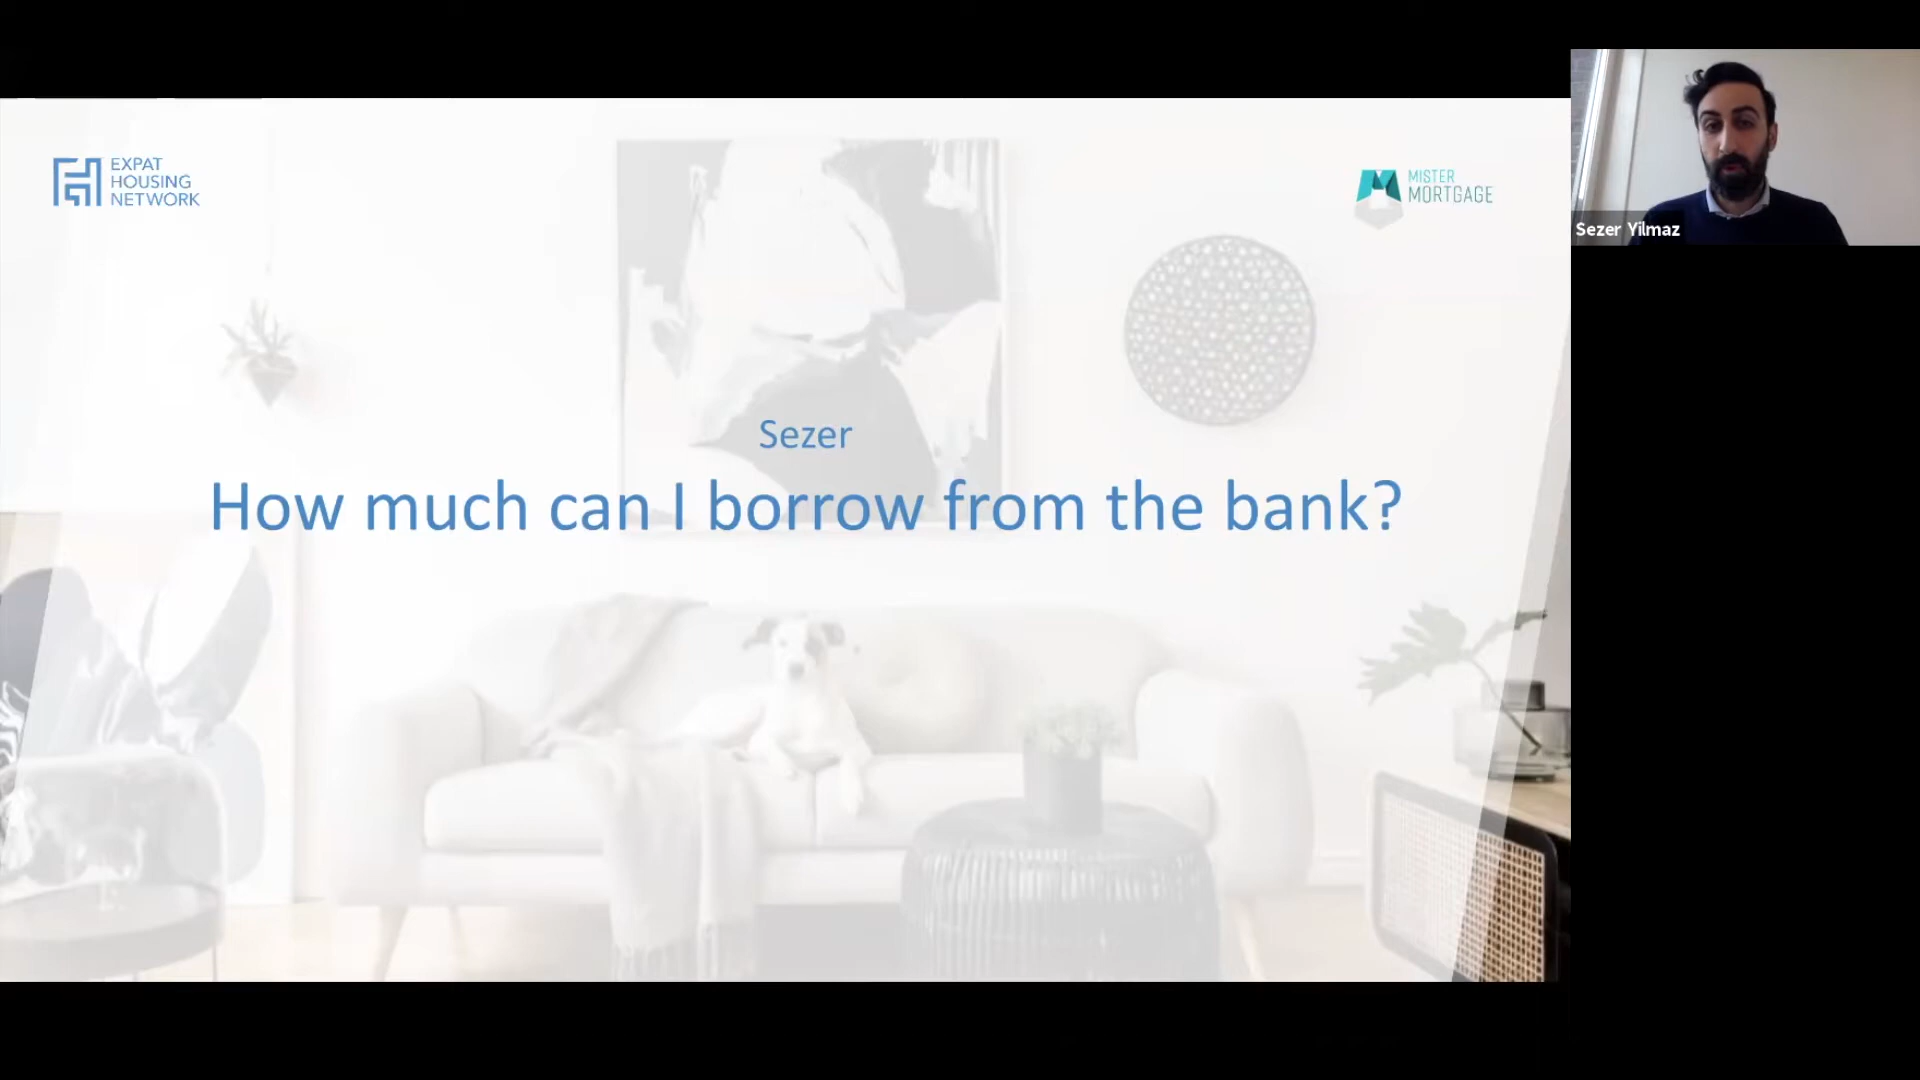 EXPAT
HOUSING
NETWORK
MISTER
MORTGAGE
Sezer
How much can I borrow from the bank?
Sezer Yilmaz